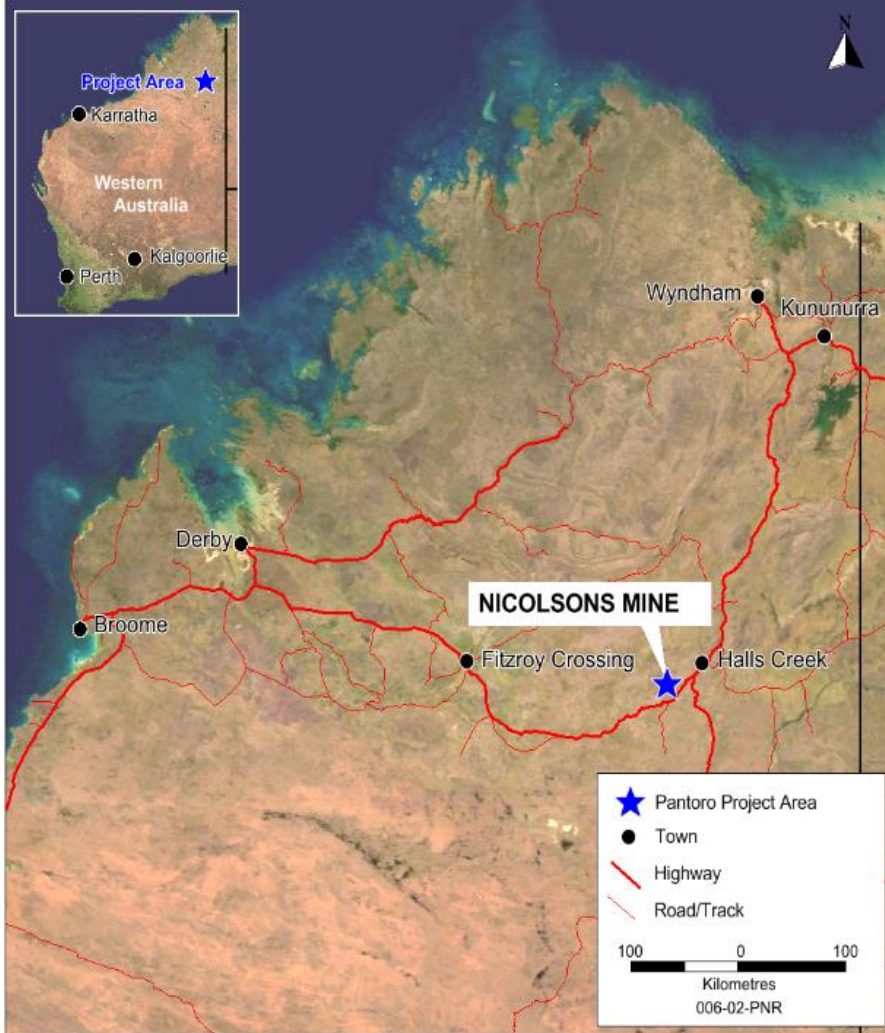 Project Area
Karratha
Western
Australia
Kalgoorlie
Perth
N
Wyndham
Kununurra
Derby
NICOLSONS MINE
Broome
Fitzroy Crossing
Halls Creek
Pantoro Project Area
Town
Highway
Road/Track
100 0 100
Kilometres
006-02-PNR